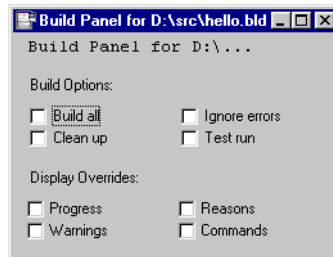 Build Panel for D:\src\hello.bld
Build Panel for D:\...
Build Options:
Build all Ignore errors
Clean up Test run
Display Overrides:
Progress Reasons
Warnings Commands